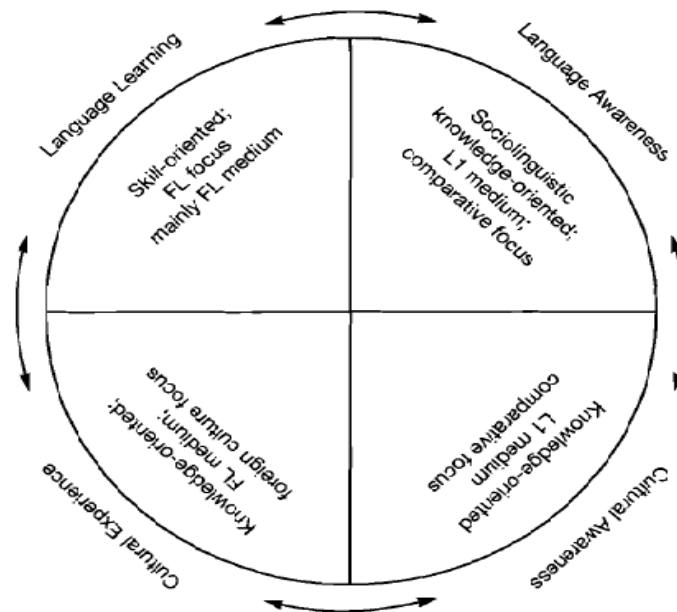 Language Learning
Skill-oriented;
FL focus
mainly FL medium
Language Awareness
Sociolinguistic
knowledge-oriented;
L1 medium;
comparative focus
Cultural Experience
Knowledge-oriented;
FL medium;
foreign culture focus
Cultural Awareness
Knowledge-oriented
L1 medium
comparative focus